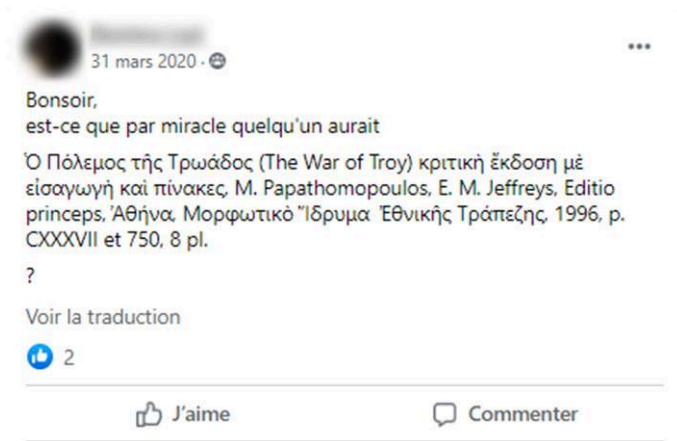 31 mars 2020 ·
Bonsoir,
est-ce que par miracle quelqu'un aurait
Ὁ Πόλεμος τῆς Τρωάδος (The War of Troy) κριτικὴ ἔκδοση μὲ
εἰσαγωγὴ καὶ πίνακες, M. Papathomopoulos, E. M. Jeffreys, Editio
princeps, Ἀθήνα, Μορφωτικὸ Ἵδρυμα Ἐθνικῆς Τράπεζης, 1996, p.
CXXXVII et 750, 8 pl.
?
Voir la traduction
2
J'aime Commenter